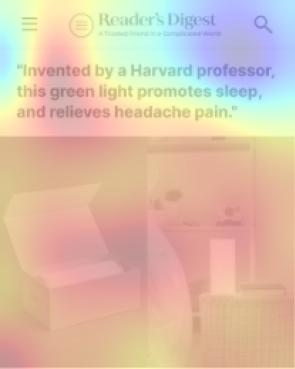 Reader's Digest
A Trusted Friend in a Complicated World
"Invented by a Harvard professor,
this green light promotes sleep,
and relieves headache pain."